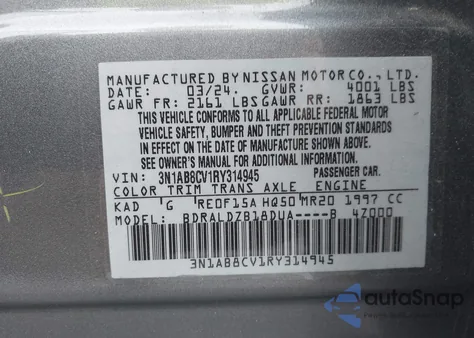 MANUFACTURED BY NISSAN MOTOR CO., LTD.
DATE: 03/24 GVWR: 4001 LBS
GAWR FR: 2161 LBS GAWR RR: 1863 LBS
THIS VEHICLE CONFORMS TO ALL APPLICABLE FEDERAL MOTOR
VEHICLE SAFETY, BUMPER AND THEFT PREVENTION STANDARDS
IN EFFECT ON THE DATE OF MANUFACTURE SHOWN ABOVE.
SEE OWNER'S MANUAL FOR ADDITIONAL INFORMATION.
VIN: 3N1AB8CV1RY314945 PASSENGER CAR.
COLOR TRIM TRANS AXLE ENGINE
KAD G RE0F15A HQ50 MR20 1997 CC
MODEL: BDRALDZB18DUA----B 4Z000
3N1AB8CV1RY314945
autoSnap